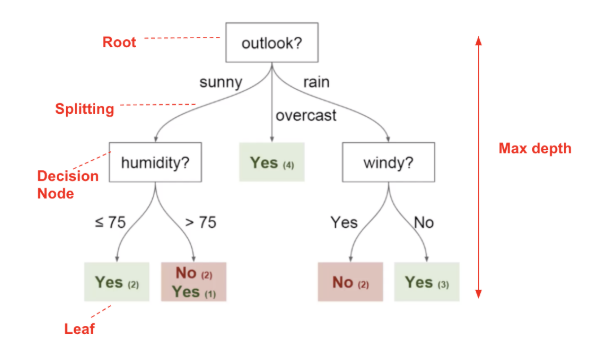 Root
outlook?
sunny
rain
Splitting
overcast
Max depth
Decision
Node
humidity?
Yes (4)
windy?
≤ 75
> 75
Yes
No
Yes (2)
No (2)
Yes (1)
No (2)
Yes (3)
Leaf